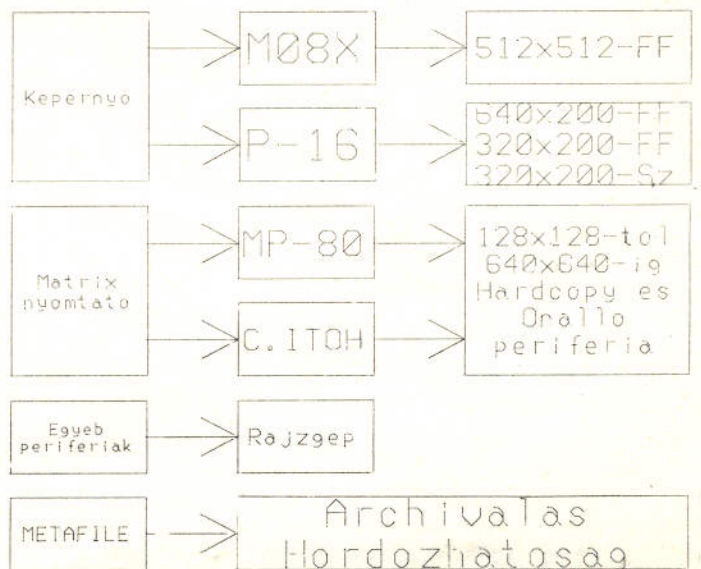 Kepernyo
M08X
512x512-FF
P-16
640x200-FF
320x200-FF
320x200-Sz
Matrix
nyomtato
MP-80
128x128-tol
640x640-ig
Hardcopy es
Onallo
periferia
C.ITOH
Egyeb
periferiak
Rajzgep
METAFILE
Archivalas
Hordozhatosag